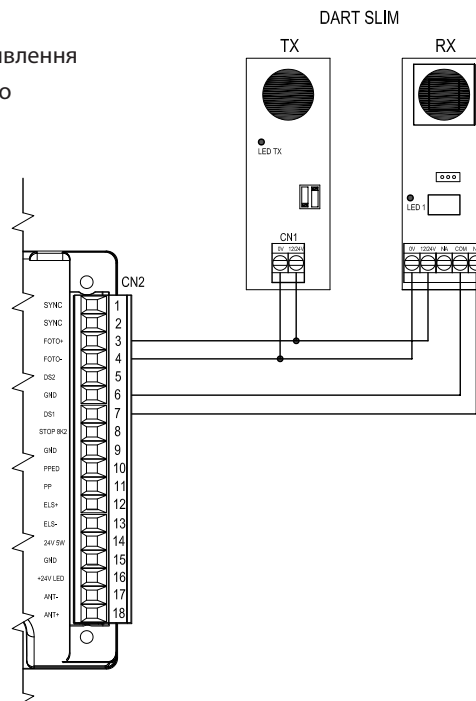 DART SLIM
TX
RX
LED TX
CN1
0V 12/24V
LED 1
0V 12/24V N\A COM
CN2
SYNC 1
SYNC 2
FOTO+ 3
FOTO- 4
DS2 5
GND 6
DS1 7
STOP 8K2 8
GND 9
PPED 10
PP 11
ELS+ 12
ELS- 13
24V 5W 14
GND 15
+24V LED 16
ANT- 17
ANT+ 18